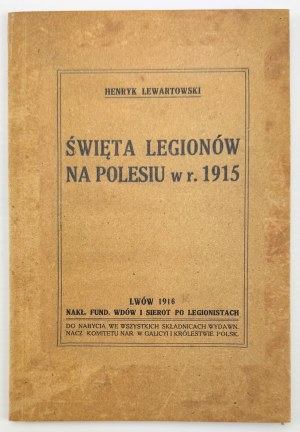 HENRYK LEWARTOWSKI
ŚWIĘTA LEGIONÓW
NA POLESIU w r. 1915
LWÓW 1916
NAKŁ. FUND. WDÓW I SIEROT PO LEGIONISTACH
DO NABYCIA WE WSZYSTKICH SKŁADNICACH WYDAWN.
NACZ. KOMITETU NAR. W GALICYI I KRÓLESTWIE POLSK.